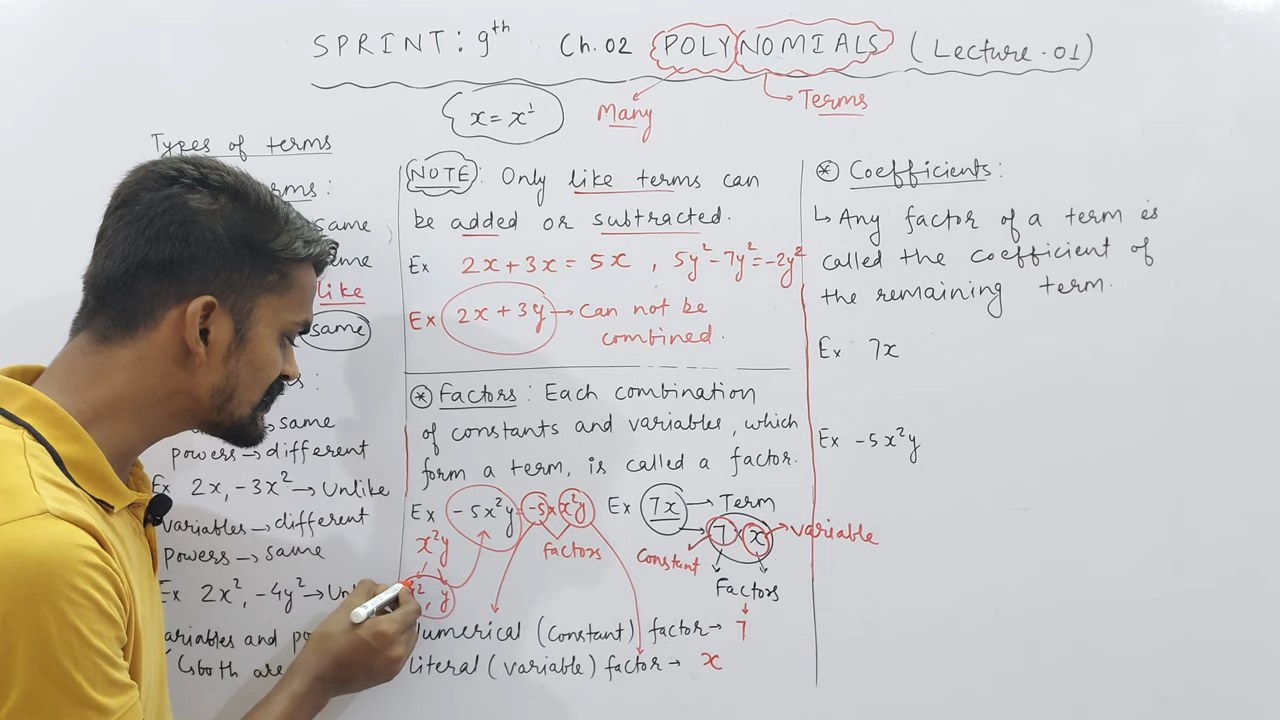 SPRINT: 9th Ch. 02 POLYNOMIALS (Lecture-01)
x = x¹
Many
Terms
Types of terms
same
like
same
same
powers → different
Ex 2x, -3x² → Unlike
variables → different
powers → same
Ex 2x², -4y² →
and
both are
NOTE: Only like terms can
be added or subtracted.
Ex 2x + 3x = 5x , 5y² - 7y² = -2y²
Ex 2x + 3y → Can not be
combined.
* Factors : Each combination
of constants and variables, which
form a term, is called a factor.
Ex -5x²y = -5 × x²y
factors
x²y
x², y
Ex 7x → Term
→ 7 · x → variable
Constant
Factors
Numerical (Constant) factor → 7
literal (variable) factor → x
* Coefficients :
↳ Any factor of a term is
called the coefficient of
the remaining term.
Ex 7x
Ex -5x²y